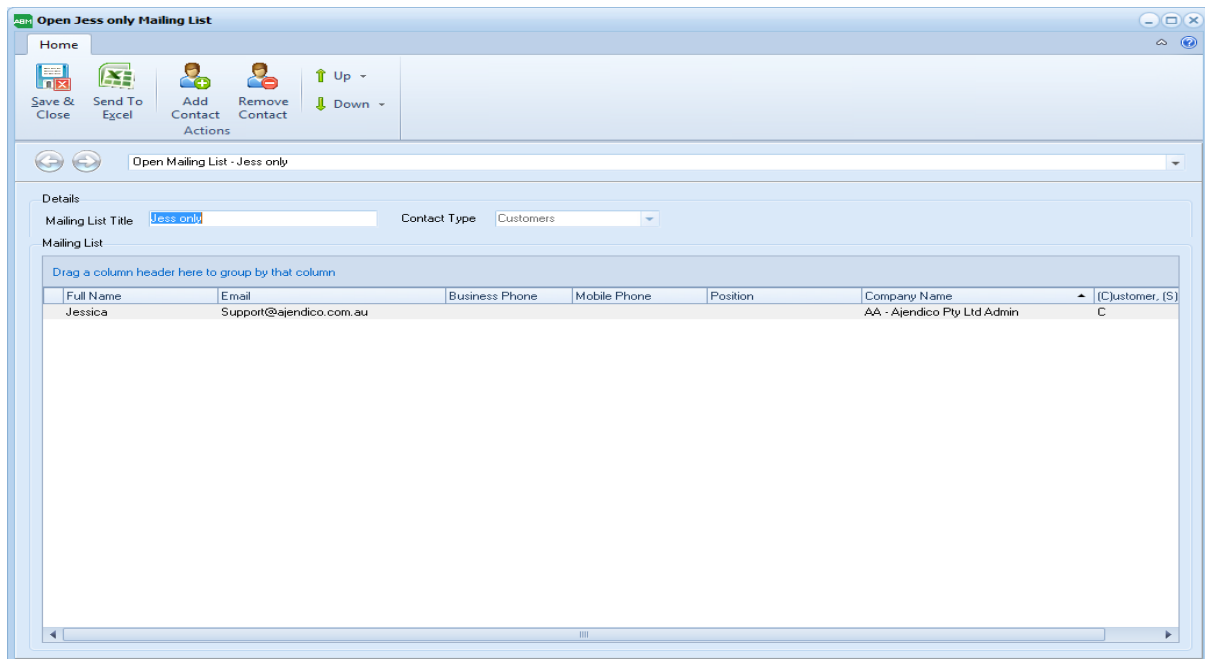 ABM Open Jess only Mailing List
Home
Save & Close
Send To Excel
Add Contact
Remove Contact
Up
Down
Actions
Open Mailing List - Jess only
Details
Mailing List Title Jess only Contact Type Customers
Mailing List
Drag a column header here to group by that column
Full Name Email Business Phone Mobile Phone Position Company Name (C)ustomer, (S)
Jessica Support@ajendico.com.au AA - Ajendico Pty Ltd Admin C